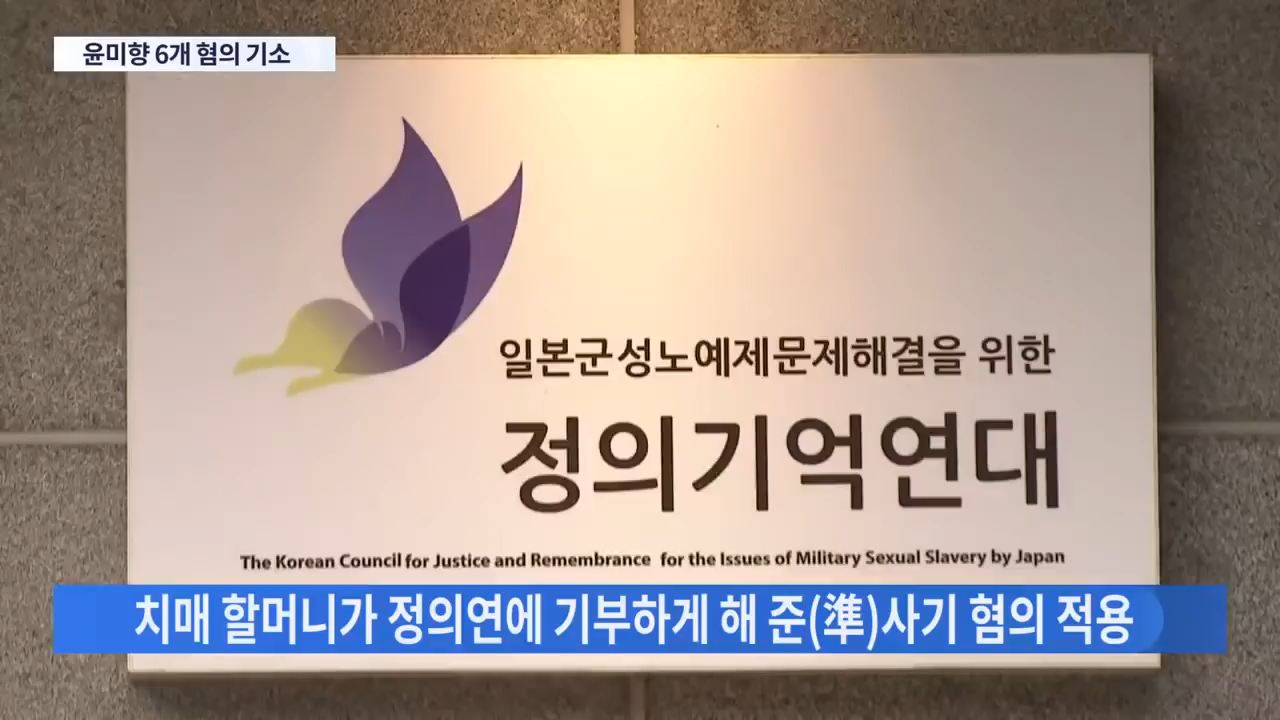 윤미향 6개 혐의 기소
일본군성노예제문제해결을 위한
정의기억연대
The Korean Council for Justice and Remembrance for the Issues of Military Sexual Slavery by Japan
치매 할머니가 정의연에 기부하게 해 준(準)사기 혐의 적용